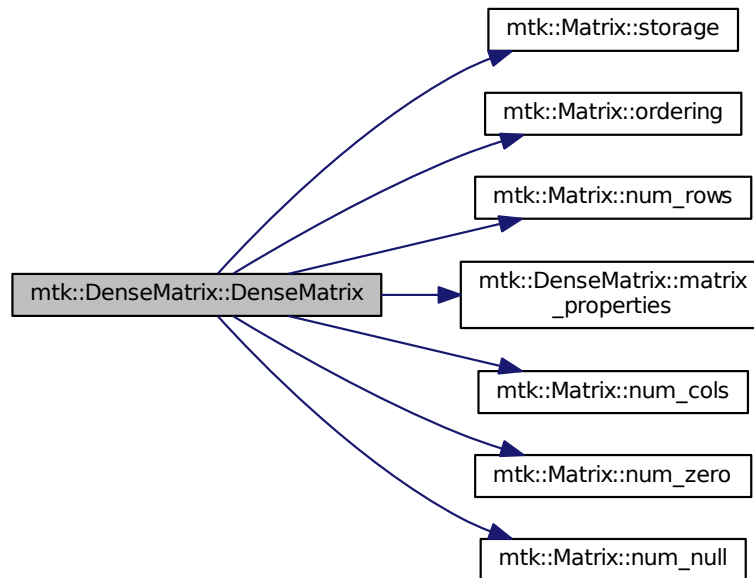 mtk::Matrix::storage
mtk::Matrix::ordering
mtk::Matrix::num_rows
mtk::DenseMatrix::DenseMatrix
mtk::DenseMatrix::matrix
_properties
mtk::Matrix::num_cols
mtk::Matrix::num_zero
mtk::Matrix::num_null